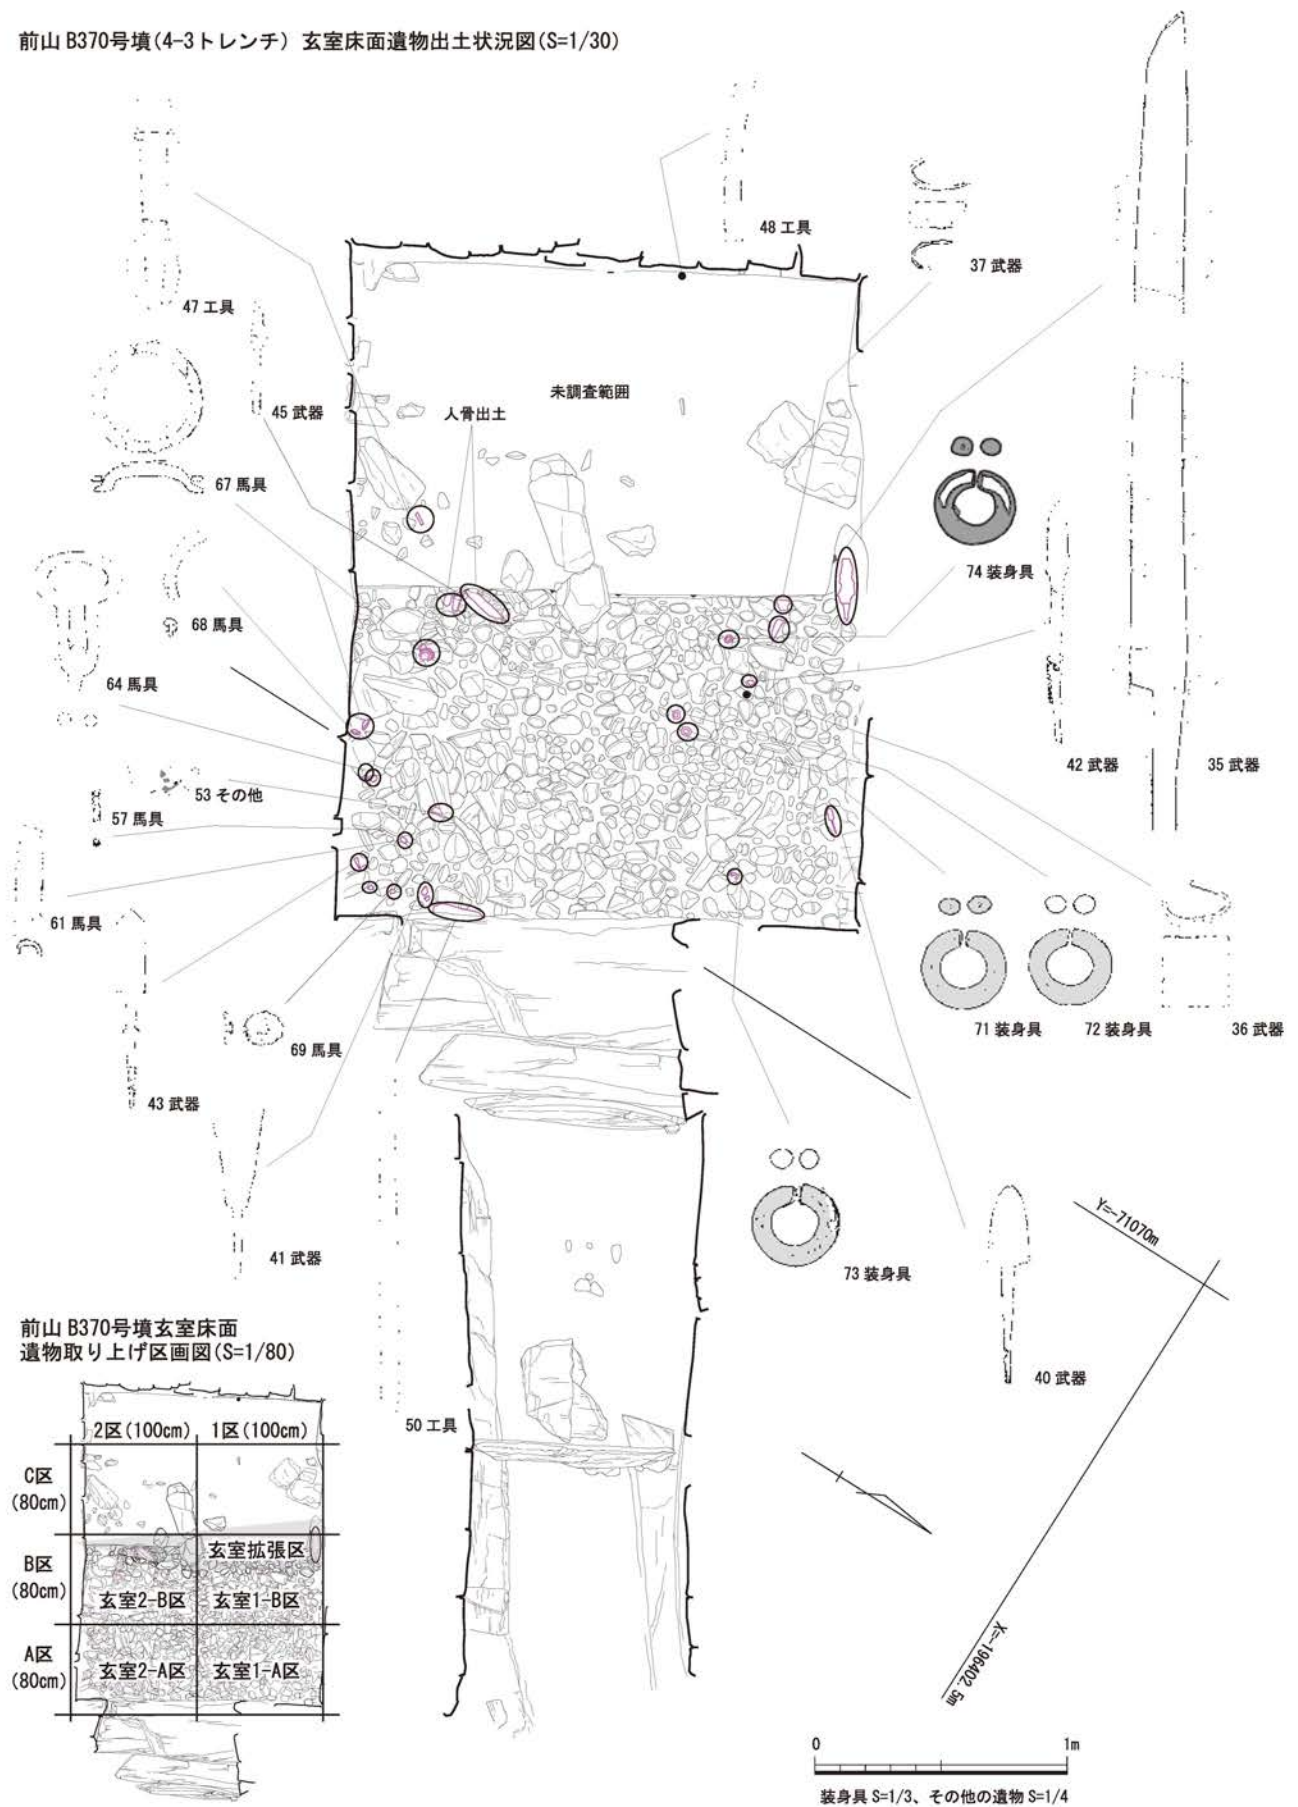 前山 B370号墳(4-3トレンチ) 玄室床面遺物出土状況図(S=1/30)
48 工具
37 武器
47 工具
45 武器
人骨出土
未調査範囲
67 馬具
74 装身具
68 馬具
64 馬具
42 武器
35 武器
53 その他
57 馬具
61 馬具
71 装身具
72 装身具
36 武器
69 馬具
43 武器
41 武器
73 装身具
Y=-71070m
40 武器
50 工具
X=-196402.5m
前山 B370号墳玄室床面
遺物取り上げ区画図(S=1/80)
2区(100cm)
1区(100cm)
C区
(80cm)
玄室拡張区
B区
(80cm)
玄室2-B区
玄室1-B区
A区
(80cm)
玄室2-A区
玄室1-A区
0
1m
装身具 S=1/3、その他の遺物 S=1/4